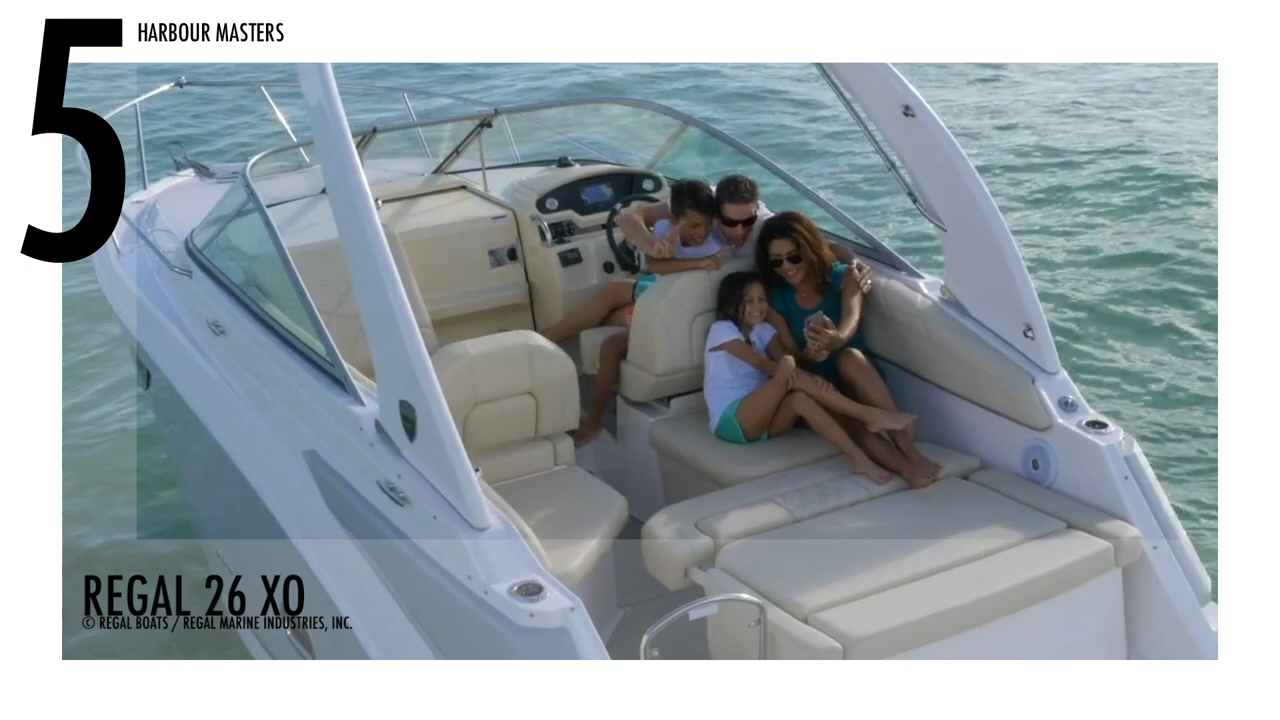 5
HARBOUR MASTERS
REGAL 26 XO
© REGAL BOATS / REGAL MARINE INDUSTRIES, INC.